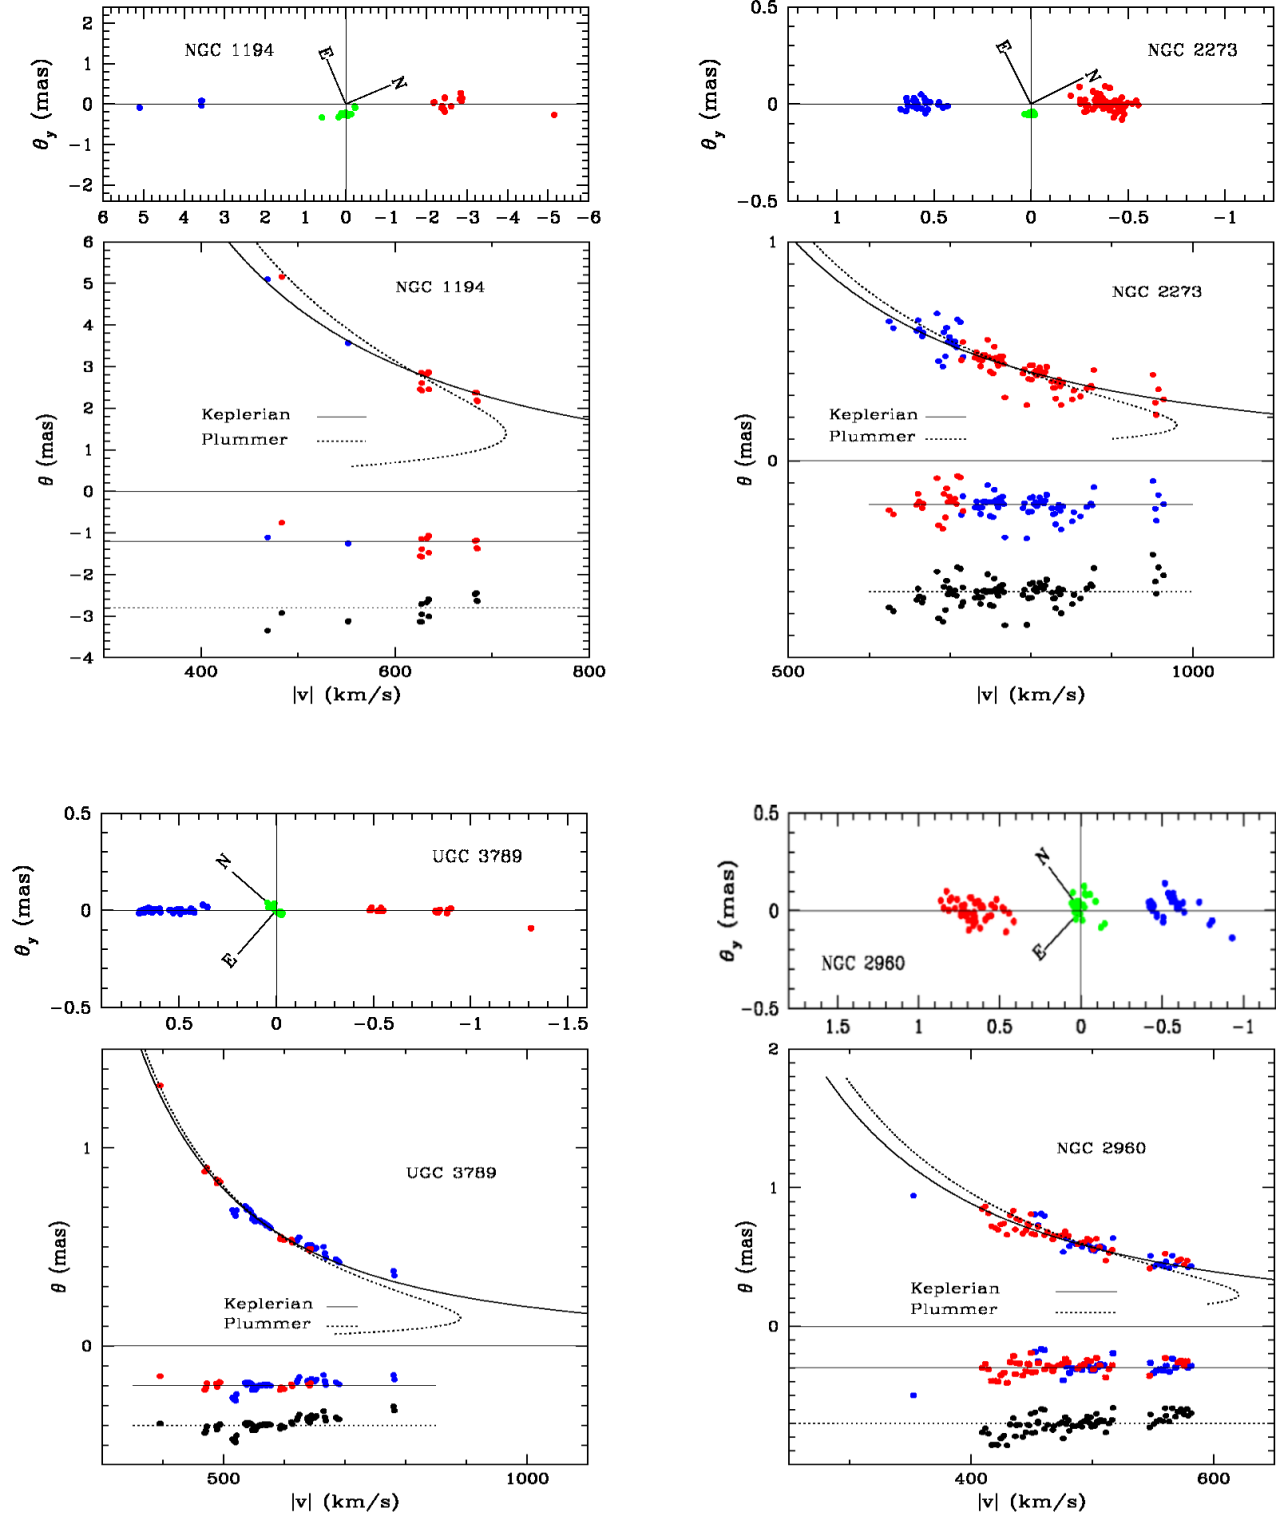 2
1
0
−1
−2
θy (mas)
NGC 1194
E
N
6 5 4 3 2 1 0 −1 −2 −3 −4 −5 −6
0.5
0
−0.5
θy (mas)
NGC 2273
E
N
1 0.5 0 −0.5 −1
6
5
4
3
2
1
0
−1
−2
−3
−4
θ (mas)
NGC 1194
Keplerian
Plummer
400 600 800
|v| (km/s)
1
0
θ (mas)
NGC 2273
Keplerian
Plummer
500 1000
|v| (km/s)
0.5
0
−0.5
θy (mas)
UGC 3789
N
E
0.5 0 −0.5 −1 −1.5
0.5
0
−0.5
θy (mas)
NGC 2960
N
E
1.5 1 0.5 0 −0.5 −1
1
0
θ (mas)
UGC 3789
Keplerian
Plummer
500 1000
|v| (km/s)
2
1
0
θ (mas)
NGC 2960
Keplerian
Plummer
400 600
|v| (km/s)